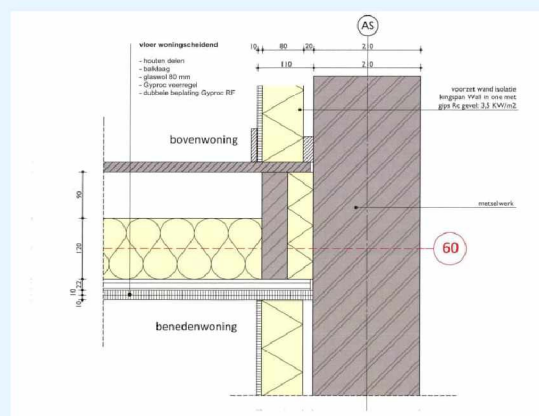 AS
10 80 20 210
110 210
vloer woningscheidend
- houten delen
- balklaag
- glaswol 80 mm
- Gyproc veerregel
- dubbele beplating Gyproc RF
voorzet wand isolatie
kingspan Wall in one met
gips Rc gevel: 3,5 KW/m2
bovenwoning
metselwerk
90
60
120
22
10
10
benedenwoning